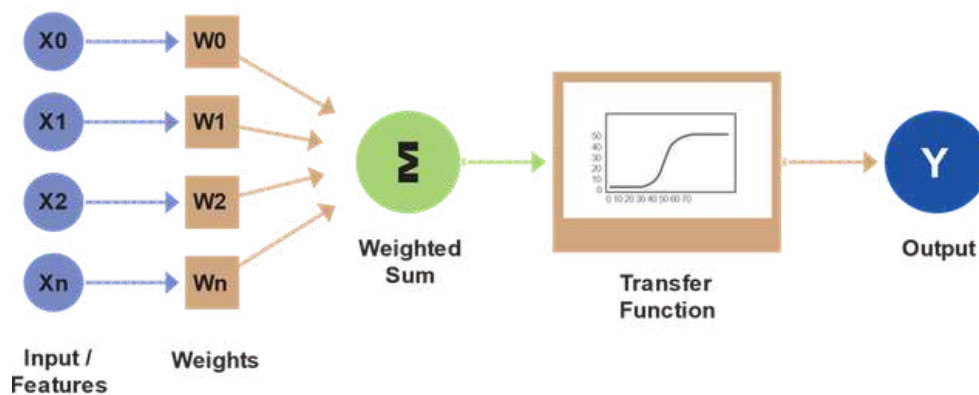 X0
W0
X1
W1
X2
W2
Xn
Wn
Σ
Weighted
Sum
50
40
30
20
10
0
0 10 20 30 40 50 60 70
Transfer
Function
Y
Output
Input /
Features
Weights